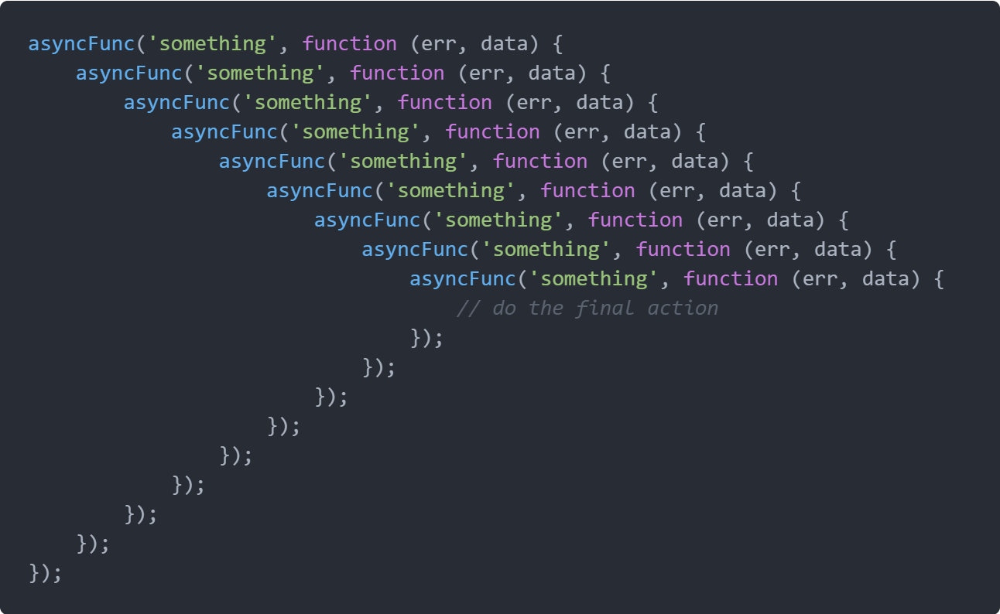 asyncFunc('something', function (err, data) {
    asyncFunc('something', function (err, data) {
        asyncFunc('something', function (err, data) {
            asyncFunc('something', function (err, data) {
                asyncFunc('something', function (err, data) {
                    asyncFunc('something', function (err, data) {
                        asyncFunc('something', function (err, data) {
                            asyncFunc('something', function (err, data) {
                                asyncFunc('something', function (err, data) {
                                    // do the final action
                                });
                            });
                        });
                    });
                });
            });
        });
    });
});